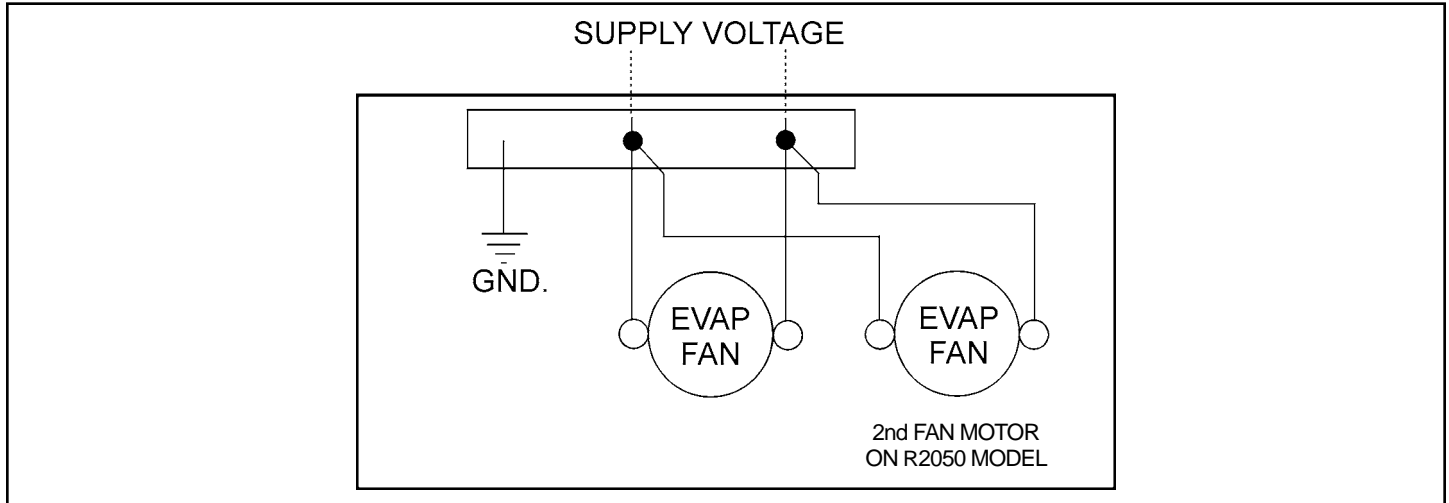 SUPPLY VOLTAGE
GND.
EVAP
FAN
EVAP
FAN
2nd FAN MOTOR
ON R2050 MODEL